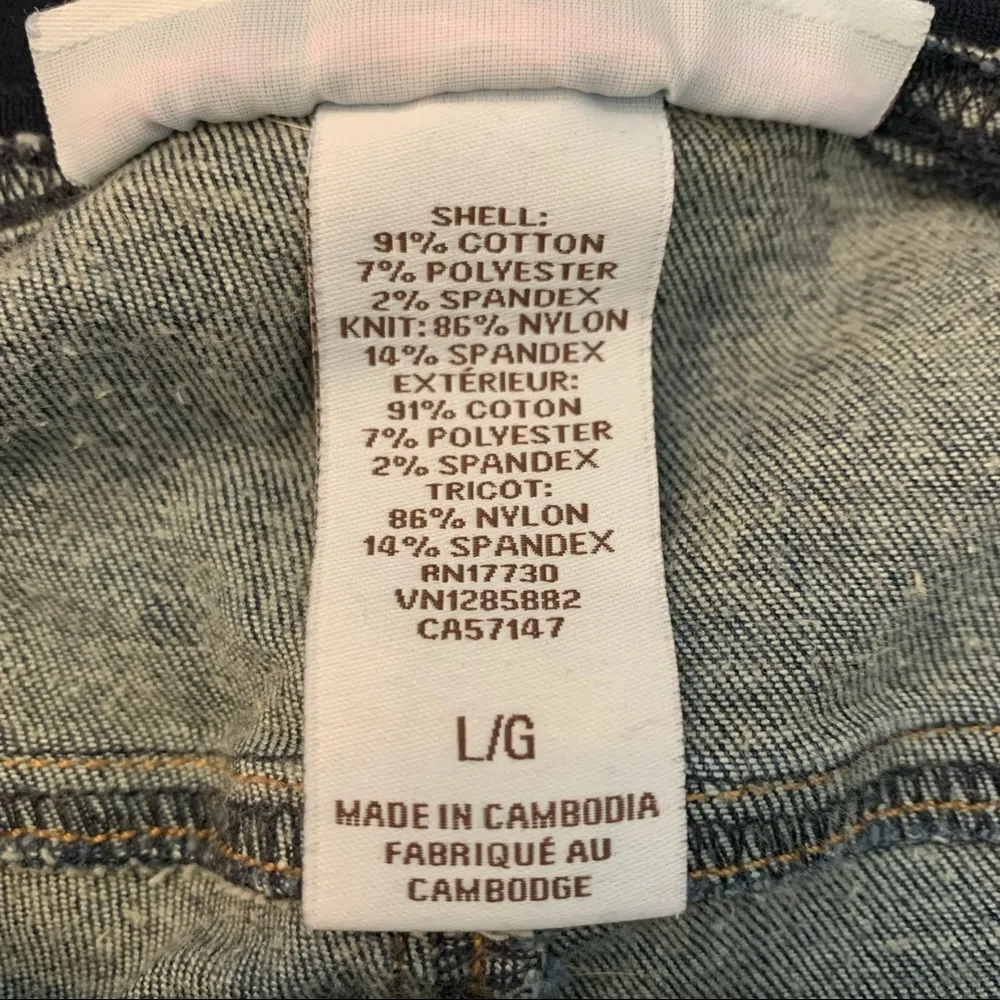 SHELL:
91% COTTON
7% POLYESTER
2% SPANDEX
KNIT: 86% NYLON
14% SPANDEX
EXTÉRIEUR:
91% COTON
7% POLYESTER
2% SPANDEX
TRICOT:
86% NYLON
14% SPANDEX
RN17730
VN1285882
CA57147
L/G
MADE IN CAMBODIA
FABRIQUÉ AU
CAMBODGE